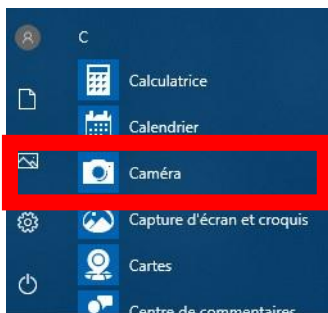 C
Calculatrice
Calendrier
Caméra
Capture d'écran et croquis
Cartes
Centre de commentaires